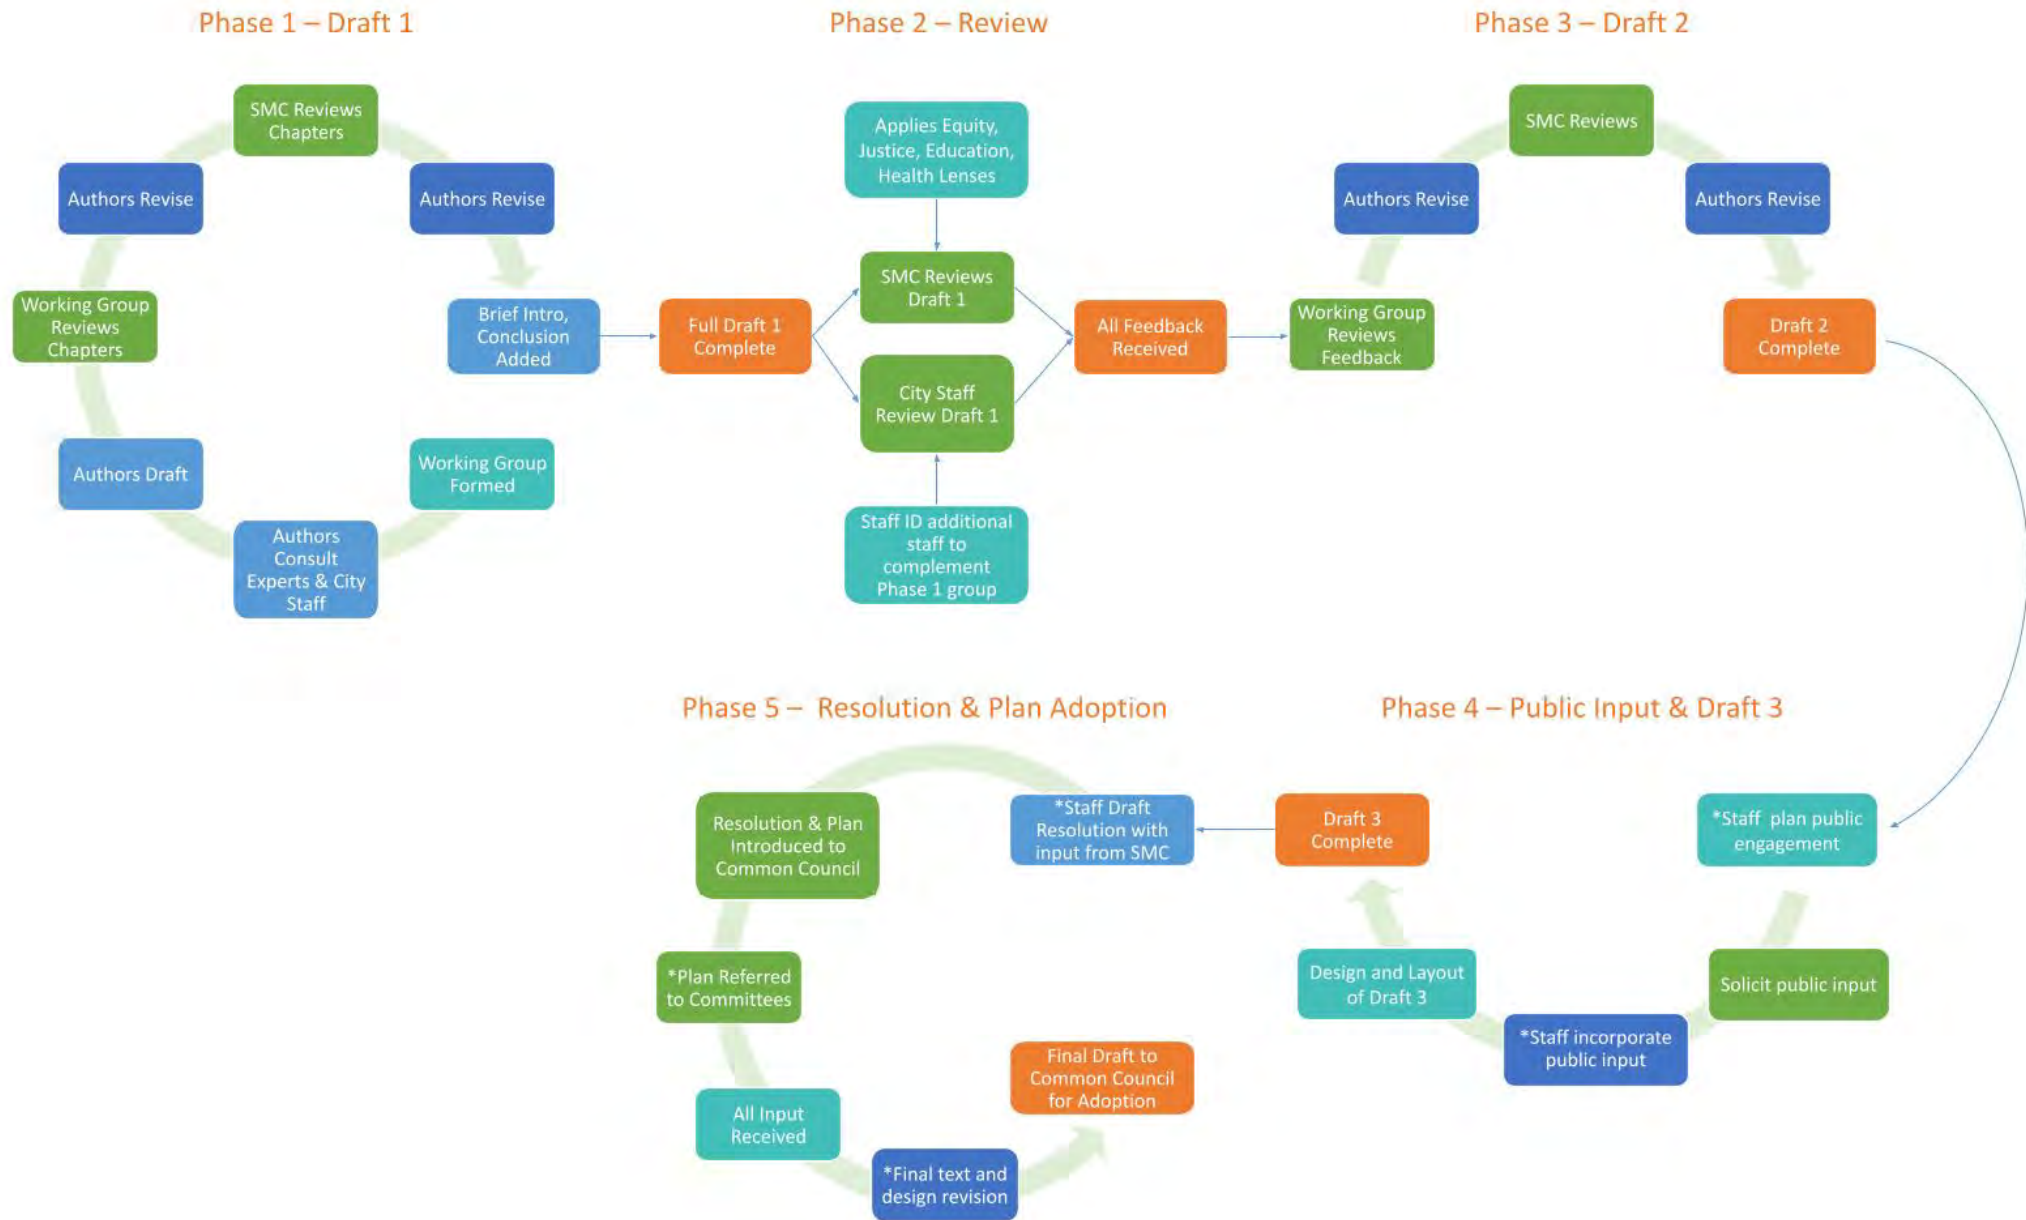 Phase 1 – Draft 1
SMC Reviews
Chapters
Authors Revise
Authors Revise
Working Group
Reviews
Chapters
Brief Intro,
Conclusion
Added
Authors Draft
Working Group
Formed
Authors
Consult
Experts & City
Staff
Phase 2 – Review
Applies Equity,
Justice, Education,
Health Lenses
Full Draft 1
Complete
SMC Reviews
Draft 1
City Staff
Review Draft 1
All Feedback
Received
Staff ID additional
staff to
complement
Phase 1 group
Phase 3 – Draft 2
SMC Reviews
Authors Revise
Authors Revise
Working Group
Reviews
Feedback
Draft 2
Complete
Phase 4 – Public Input & Draft 3
*Staff plan public
engagement
Solicit public input
*Staff incorporate
public input
Design and Layout
of Draft 3
Draft 3
Complete
Phase 5 – Resolution & Plan Adoption
*Staff Draft
Resolution with
input from SMC
Resolution & Plan
Introduced to
Common Council
*Plan Referred
to Committees
All Input
Received
*Final text and
design revision
Final Draft to
Common Council
for Adoption